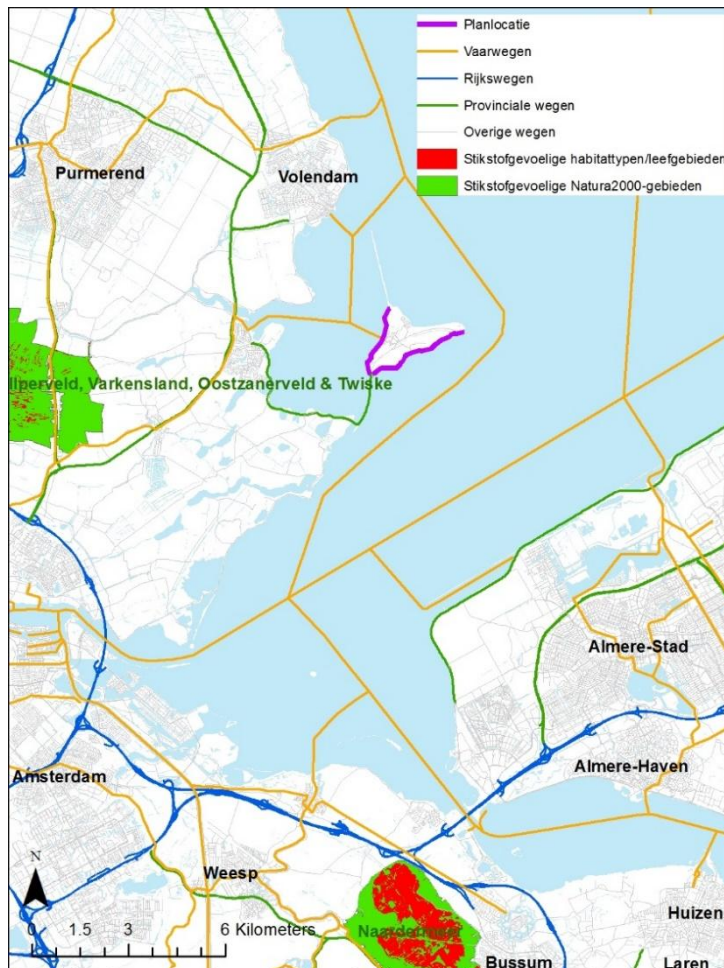 Planlocatie
Vaarwegen
Rijkswegen
Provinciale wegen
Overige wegen
Stikstofgevoelige habitattypen/leefgebieden
Stikstofgevoelige Natura2000-gebieden
Purmerend
Volendam
Varkensland, Oostzanerveld & Twiske
Almere-Stad
Amsterdam
Almere-Haven
Weesp
N
0 1.5 3 6 Kilometers
Naardermeer
Huizen
Bussum
Laren